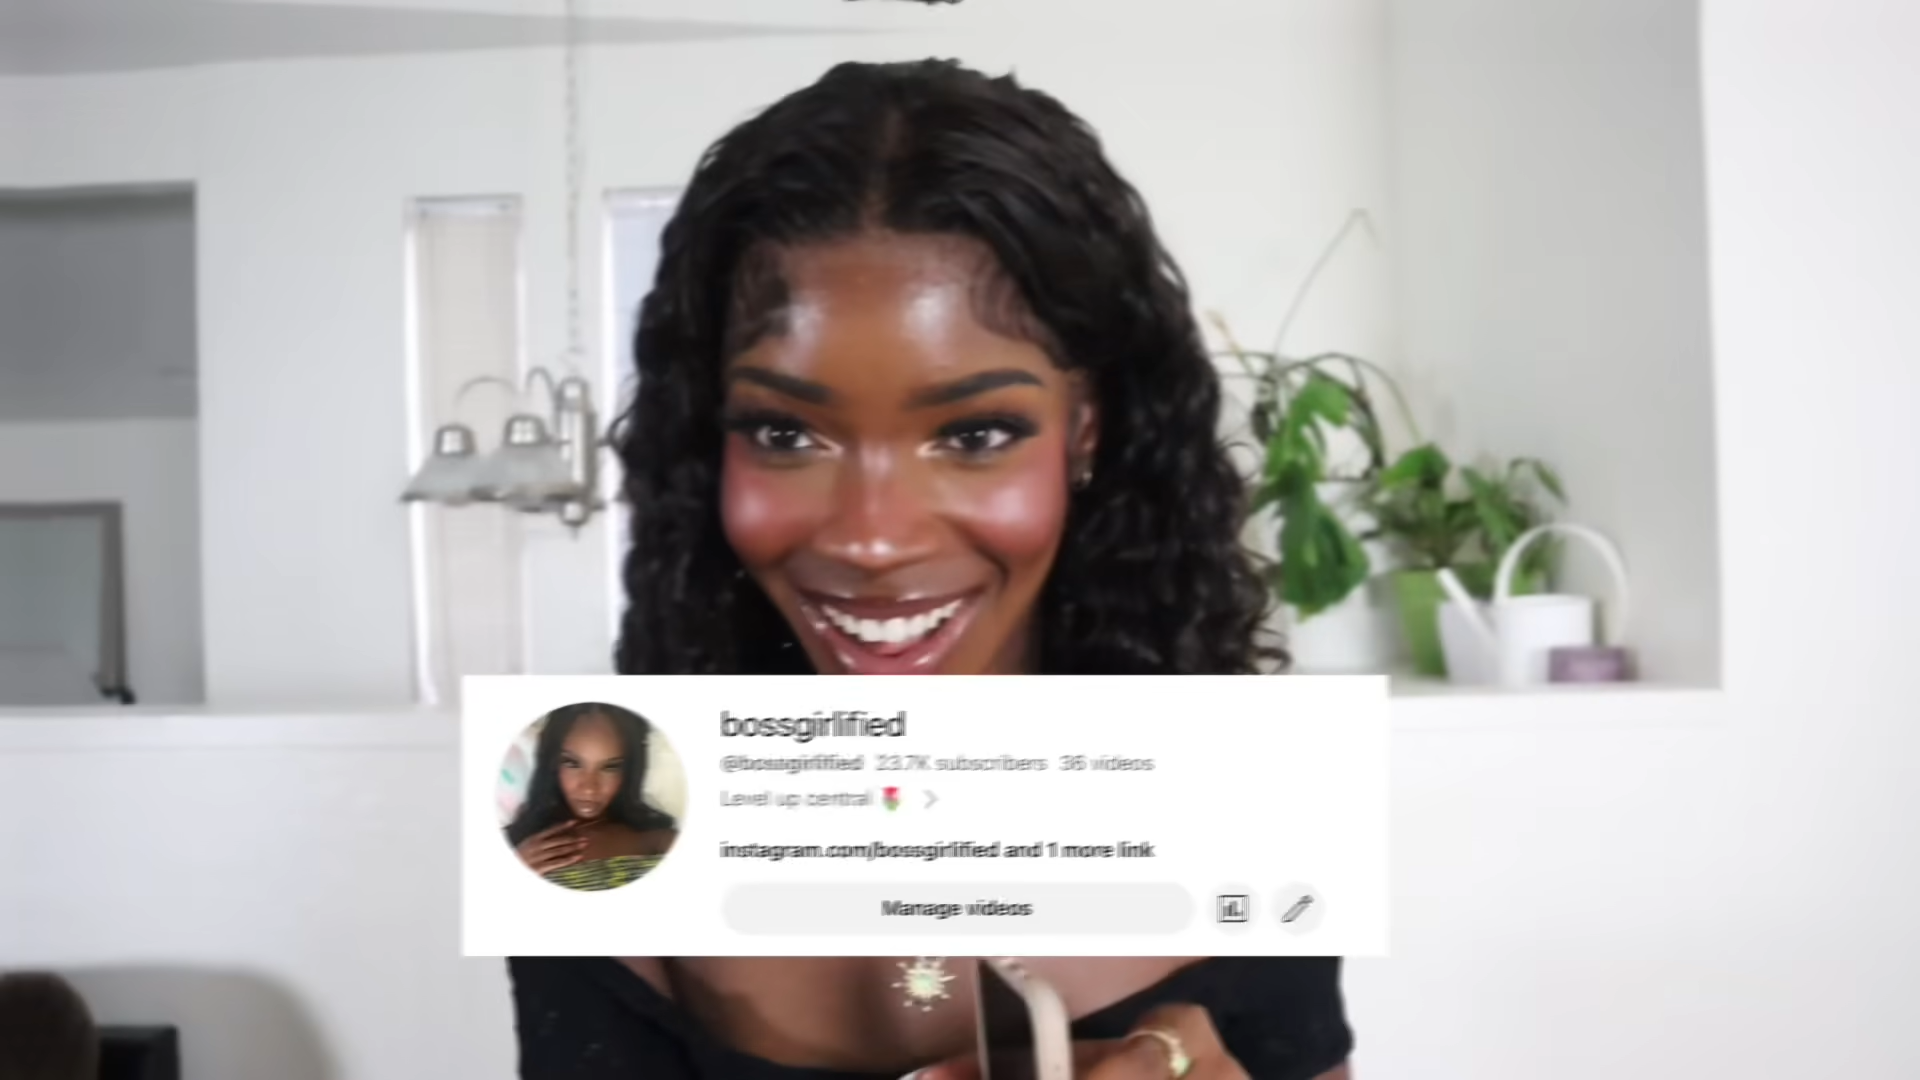 bossgirlified
@bossgirlified 23.7K subscribers 36 videos
Level up central
instagram.com/bossgirlified and 1 more link
Manage videos